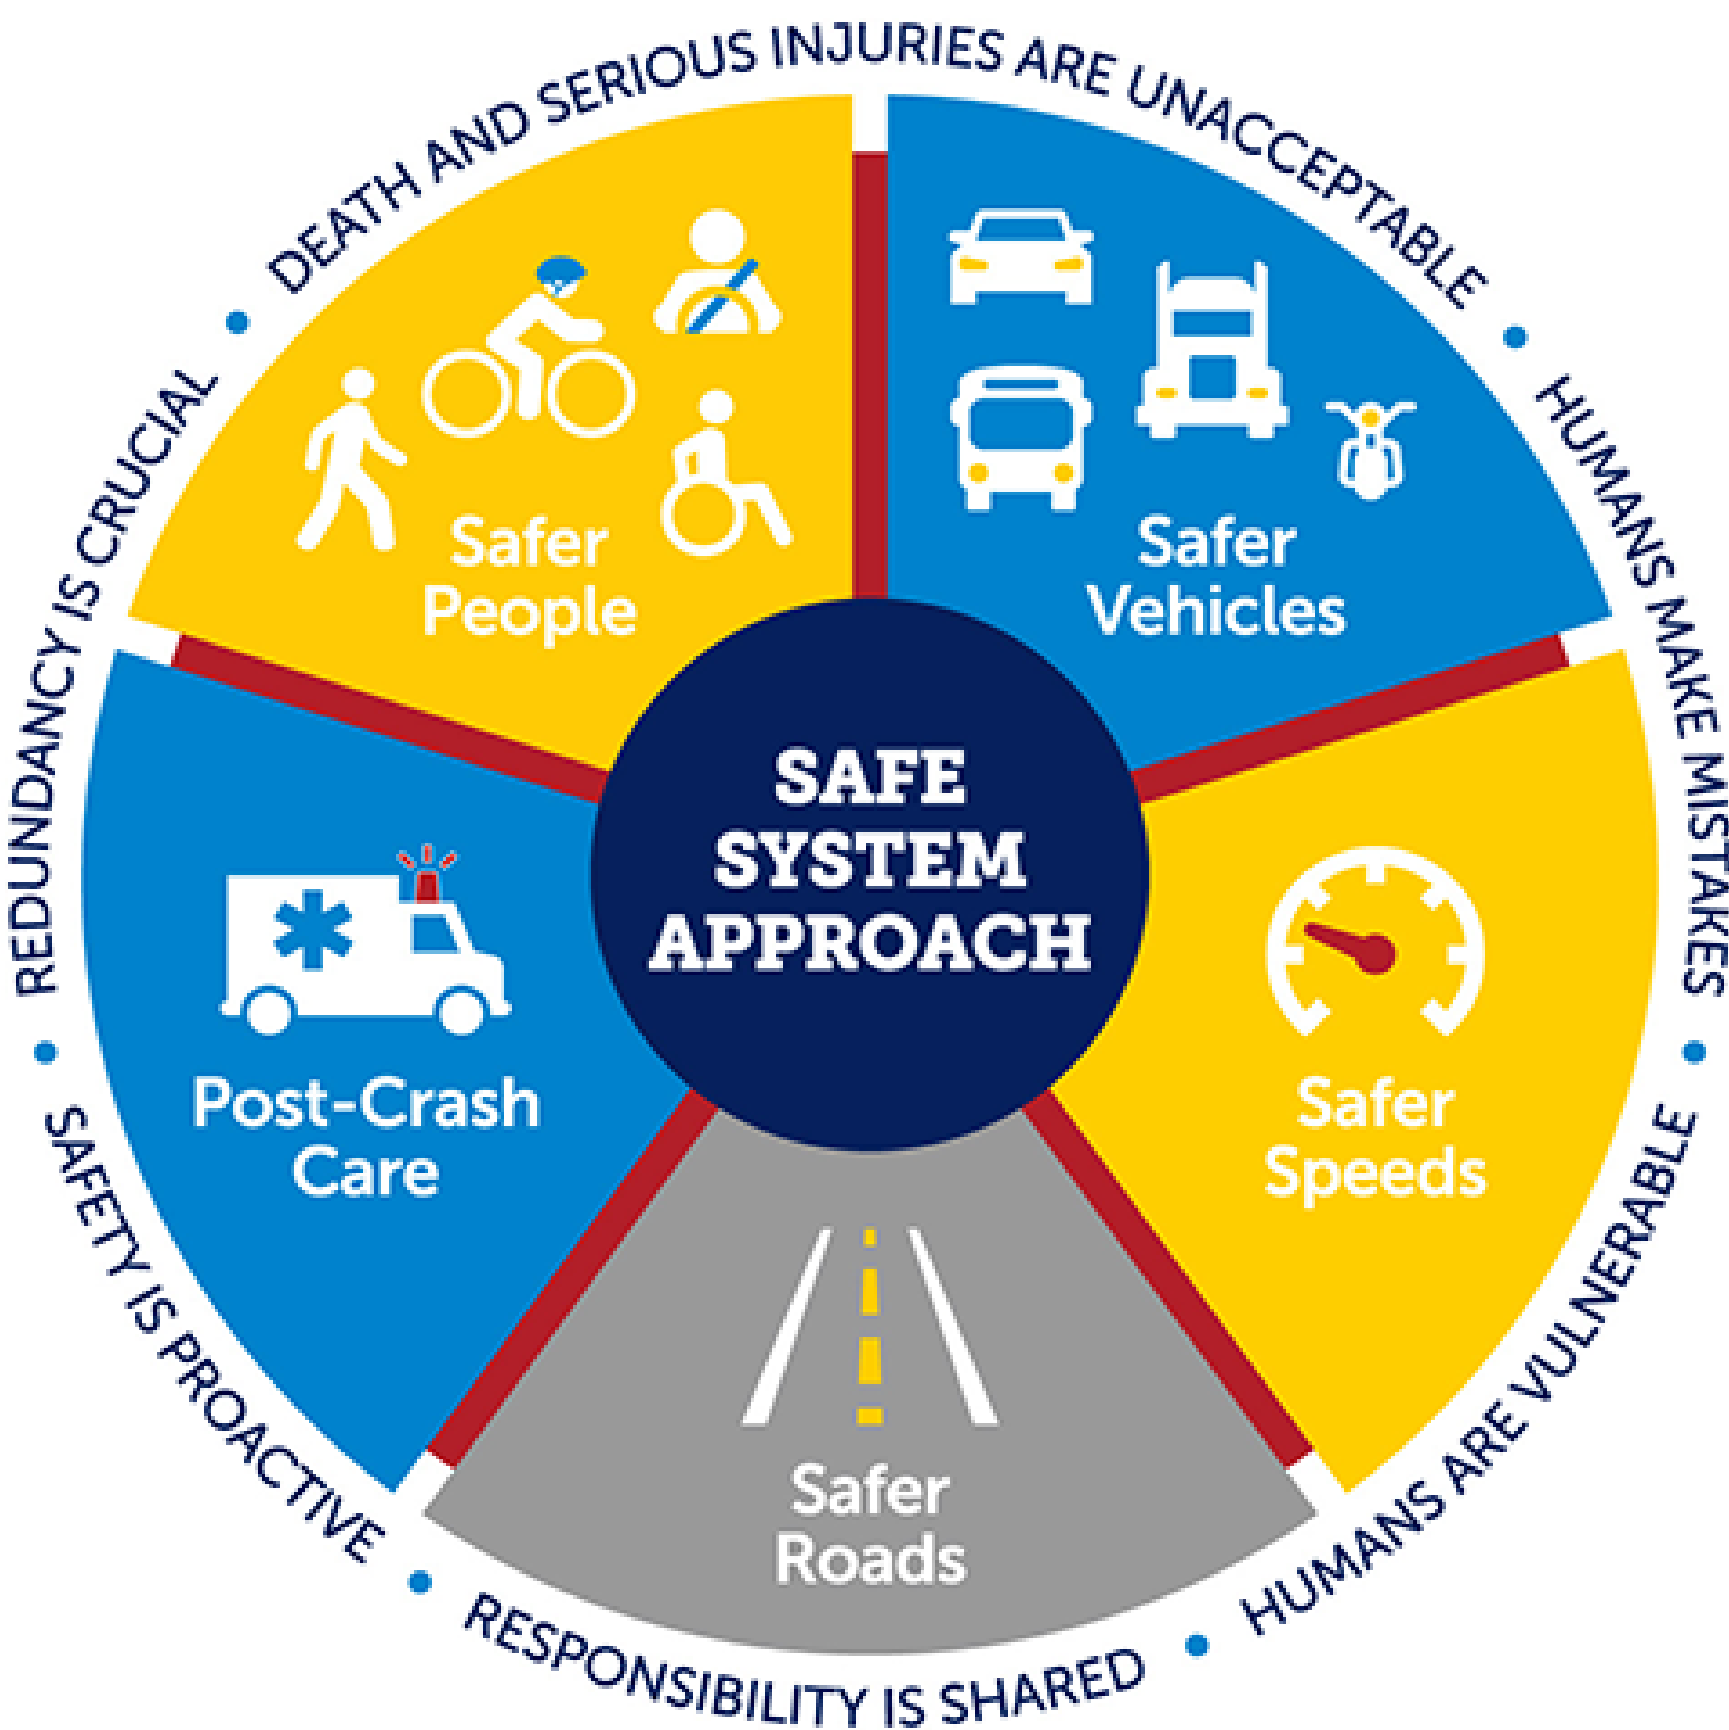 DEATH AND SERIOUS INJURIES ARE UNACCEPTABLE
HUMANS MAKE MISTAKES
HUMANS ARE VULNERABLE
RESPONSIBILITY IS SHARED
SAFETY IS PROACTIVE
REDUNDANCY IS CRUCIAL
Safer
People
Safer
Vehicles
SAFE
SYSTEM
APPROACH
Post-Crash
Care
Safer
Speeds
Safer
Roads